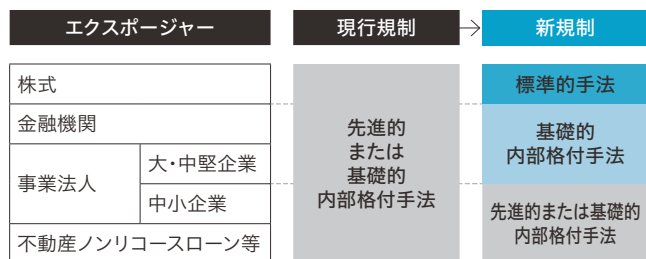 エクスポージャー
現行規制
新規制
株式
金融機関
事業法人
大・中堅企業
中小企業
不動産ノンリコースローン等
先進的
または
基礎的
内部格付手法
標準的手法
基礎的
内部格付手法
先進的または基礎的
内部格付手法